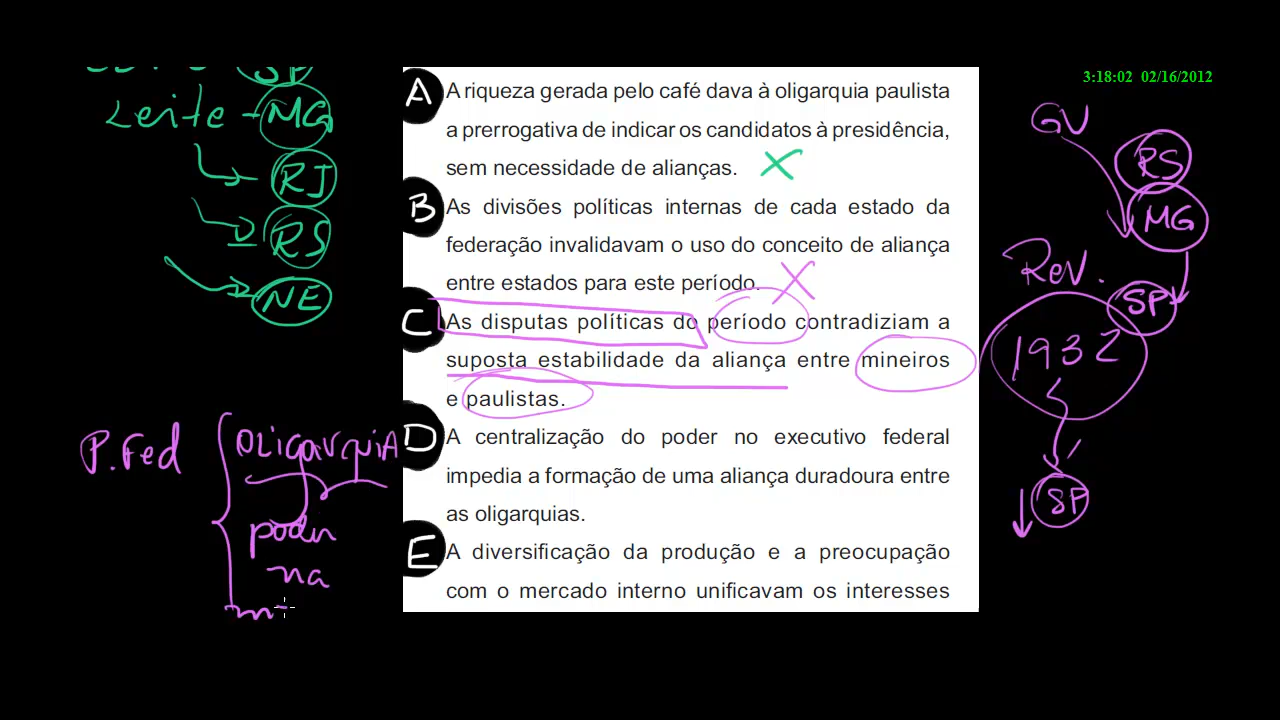 3:18:02 02/16/2012
SP
Leite - MG
RJ
RS
NE
P. Fed
OLIGARQUIA
podn
na
A
A riqueza gerada pelo café dava à oligarquia paulista
a prerrogativa de indicar os candidatos à presidência,
sem necessidade de alianças.
B
As divisões políticas internas de cada estado da
federação invalidavam o uso do conceito de aliança
entre estados para este período.
C
As disputas políticas do período contradiziam a
suposta estabilidade da aliança entre mineiros
e paulistas.
D
A centralização do poder no executivo federal
impedia a formação de uma aliança duradoura entre
as oligarquias.
E
A diversificação da produção e a preocupação
com o mercado interno unificavam os interesses
GV
RS
MG
Rev.
SP
1932
SP